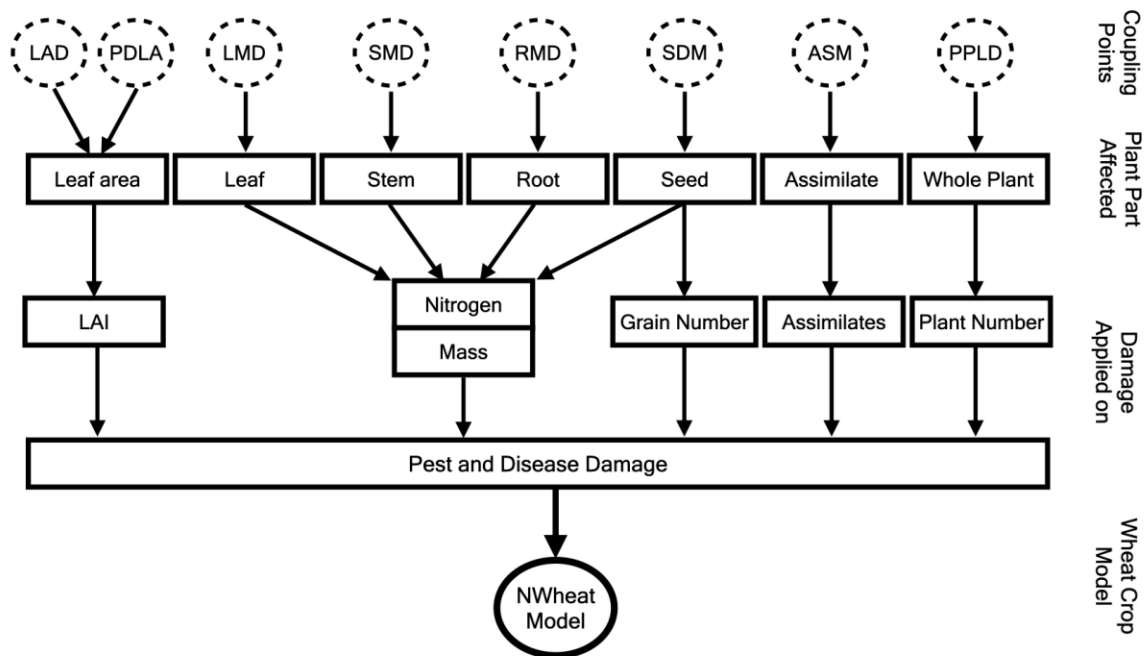 LAD
PDLA
LMD
SMD
RMD
SDM
ASM
PPLD
Coupling
Points
Leaf area
Leaf
Stem
Root
Seed
Assimilate
Whole Plant
Plant Part
Affected
LAI
Nitrogen
Mass
Grain Number
Assimilates
Plant Number
Damage
Applied on
Pest and Disease Damage
NWheat
Model
Wheat Crop
Model